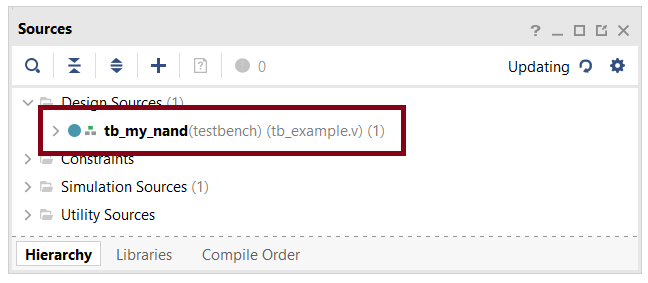 Sources
? _
0
Updating
Design Sources (1)
tb_my_nand(testbench) (tb_example.v) (1)
Constraints
Simulation Sources (1)
Utility Sources
Hierarchy Libraries Compile Order